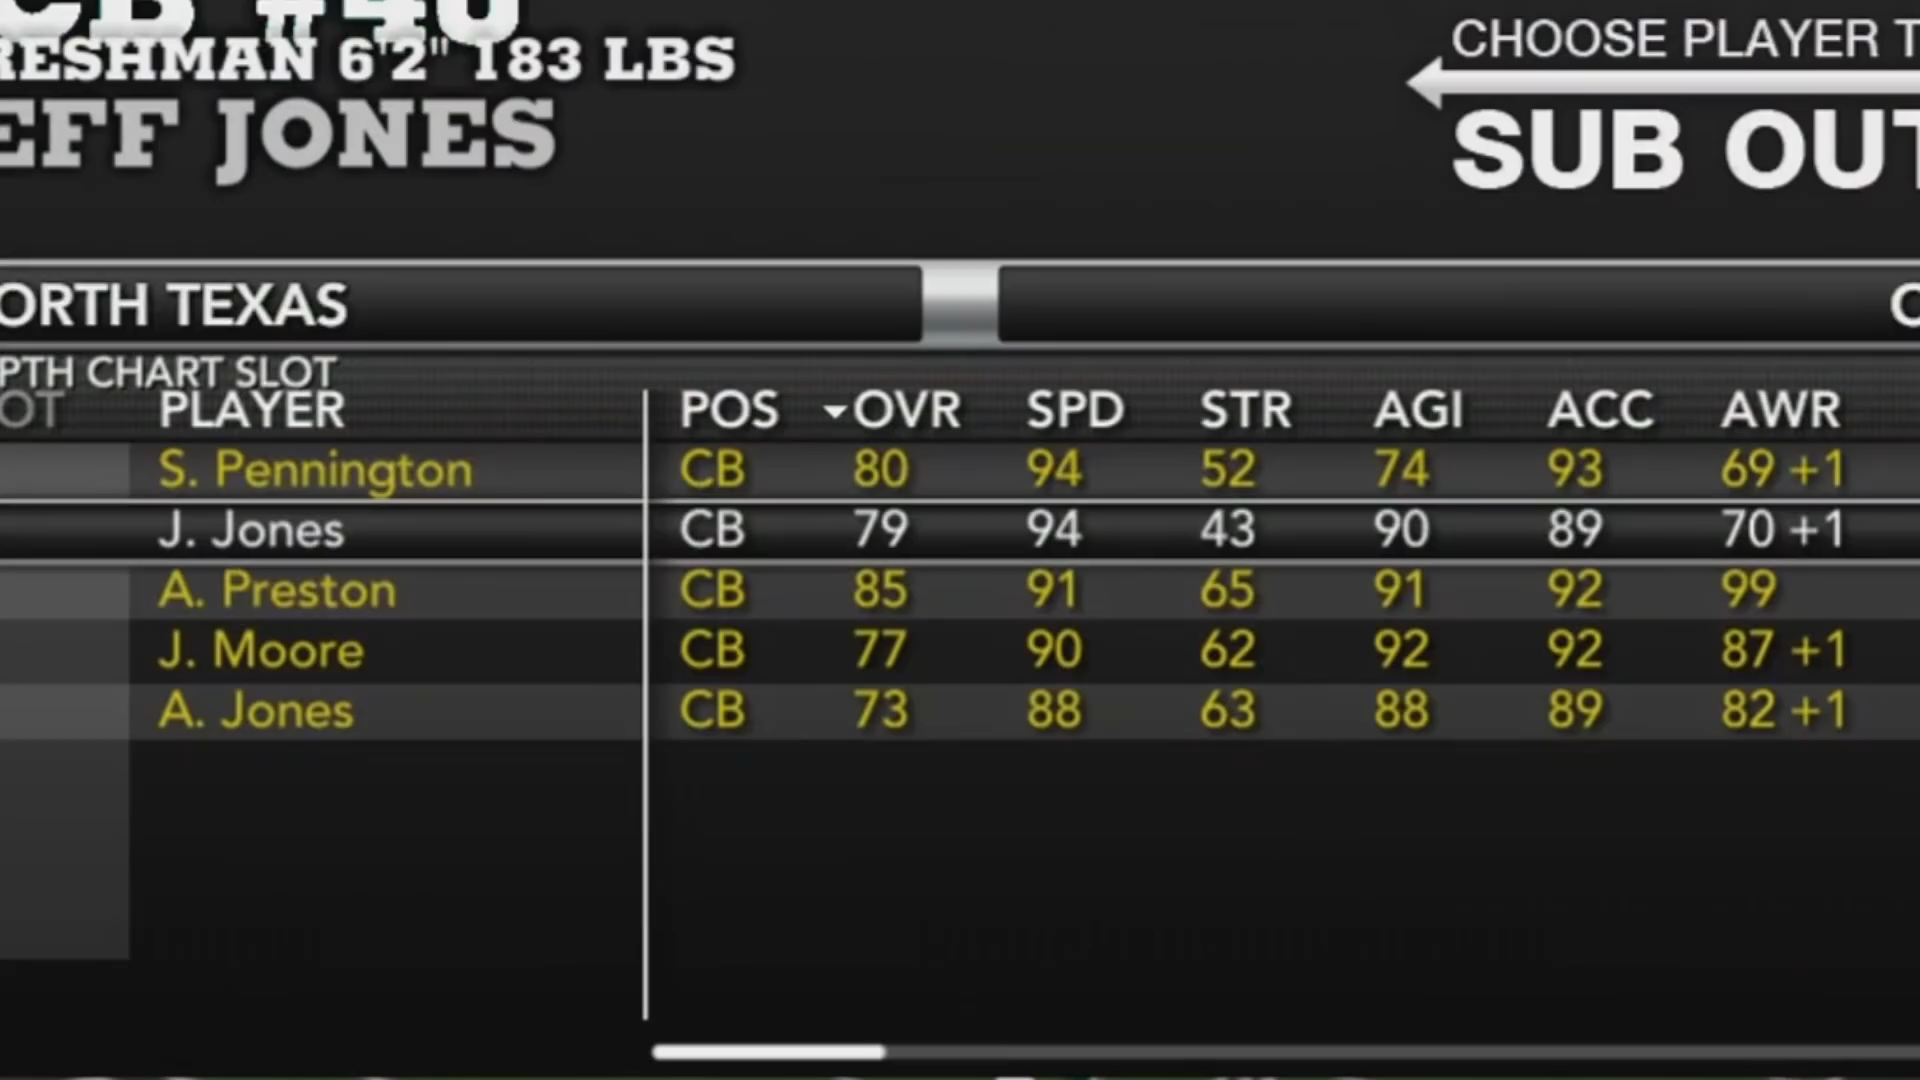 CB #40
RESHMAN 6'2" 183 LBS
EFF JONES
CHOOSE PLAYER T
SUB OUT
ORTH TEXAS
PTH CHART SLOT
OT PLAYER POS OVR SPD STR AGI ACC AWR
S. Pennington CB 80 94 52 74 93 69 +1
J. Jones CB 79 94 43 90 89 70 +1
A. Preston CB 85 91 65 91 92 99
J. Moore CB 77 90 62 92 92 87 +1
A. Jones CB 73 88 63 88 89 82 +1